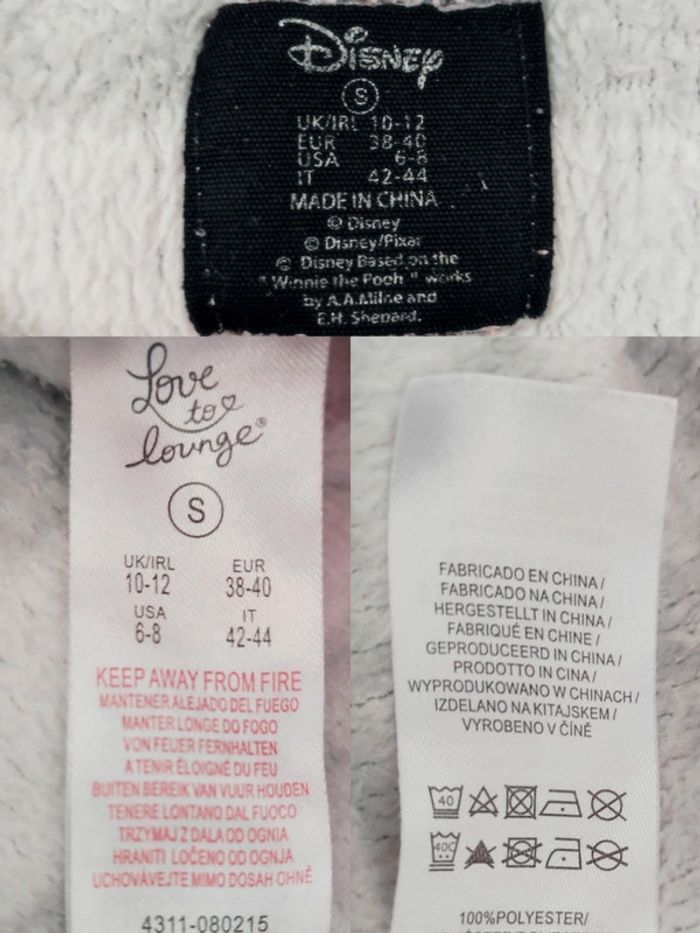 Disney
S
UK/IRL 10-12
EUR 38-40
USA 6-8
IT 42-44
MADE IN CHINA
© Disney
© Disney/Pixar
© Disney Based on the
"Winnie the Pooh" works
by A.A.Milne and
E.H. Shepard.
Love
to
lounge®
S
UK/IRL EUR
10-12 38-40
USA IT
6-8 42-44
KEEP AWAY FROM FIRE
MANTENER ALEJADO DEL FUEGO
MANTER LONGE DO FOGO
VON FEUER FERNHALTEN
A TENIR ÉLOIGNÉ DU FEU
BUITEN BEREIK VAN VUUR HOUDEN
TENERE LONTANO DAL FUOCO
TRZYMAJ Z DALA OD OGNIA
HRANITI LOČENO OD OGNJA
UCHOVÁVEJTE MIMO DOSAH OHNĚ
4311-080215
FABRICADO EN CHINA /
FABRICADO NA CHINA /
HERGESTELLT IN CHINA /
FABRIQUÉ EN CHINE /
GEPRODUCEERD IN CHINA /
PRODOTTO IN CINA /
WYPRODUKOWANO W CHINACH /
IZDELANO NA KITAJSKEM /
VYROBENO V ČÍNĚ
40
40C
100%POLYESTER/